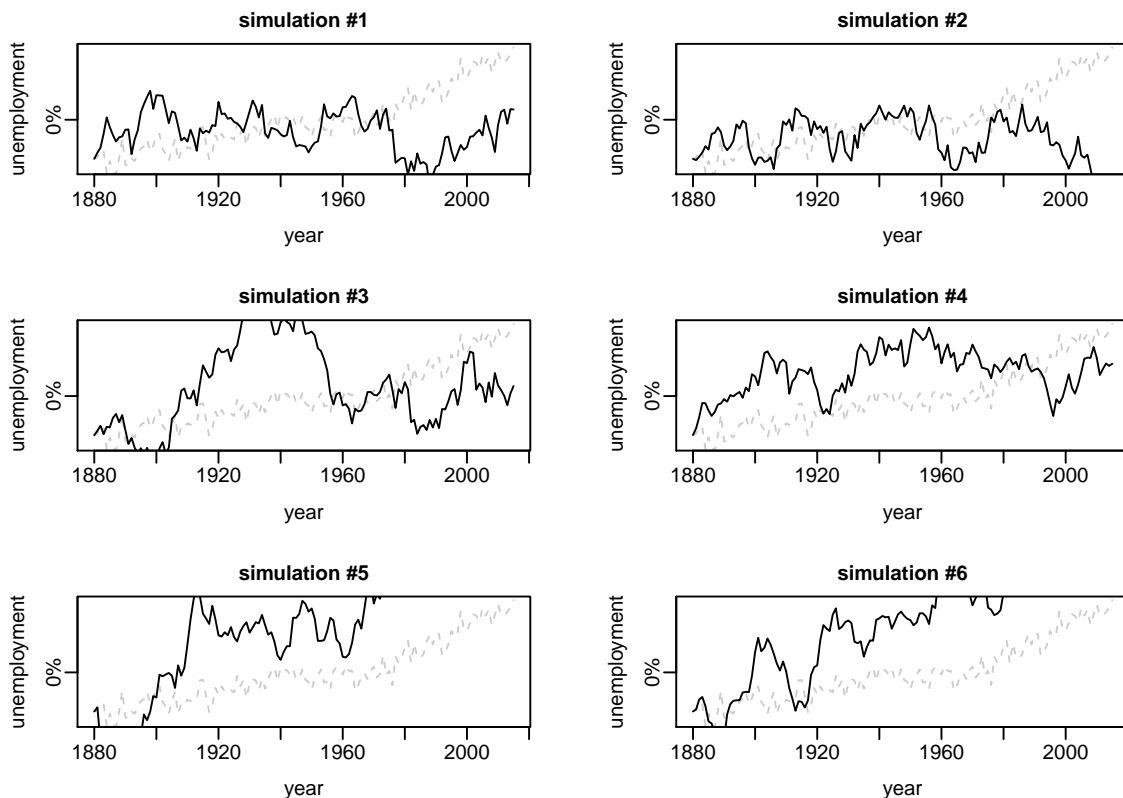 simulation #1
unemployment
0%
1880 1920 1960 2000
year
simulation #2
unemployment
0%
1880 1920 1960 2000
year
simulation #3
unemployment
0%
1880 1920 1960 2000
year
simulation #4
unemployment
0%
1880 1920 1960 2000
year
simulation #5
unemployment
0%
1880 1920 1960 2000
year
simulation #6
unemployment
0%
1880 1920 1960 2000
year